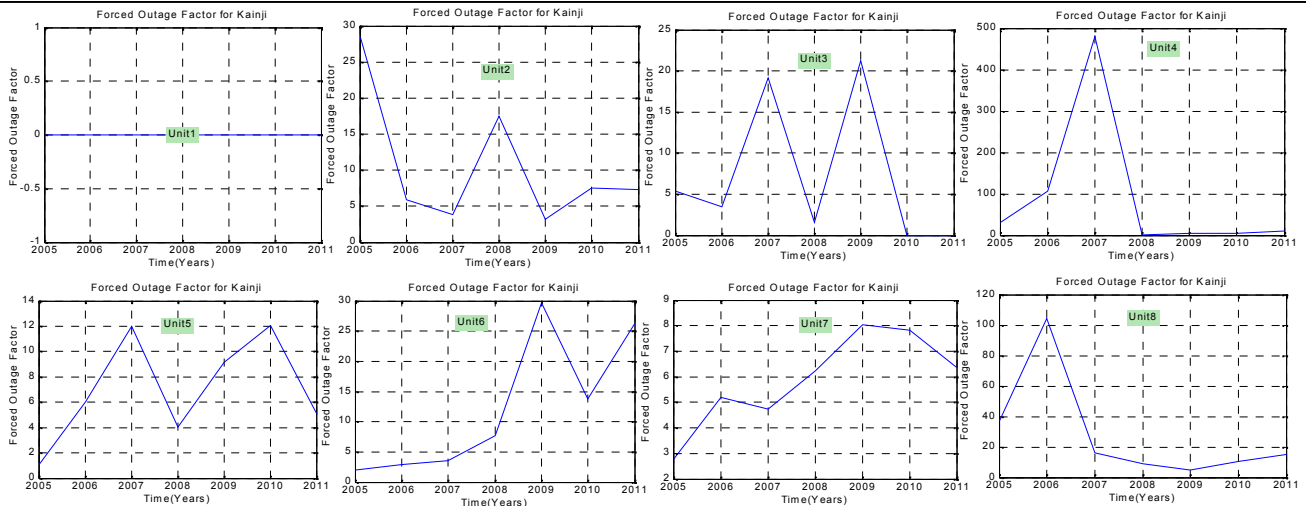 Forced Outage Factor for Kainji
Forced Outage Factor
1
0.5
0
-0.5
-1
Unit1
2005 2006 2007 2008 2009 2010 2011
Time(Years)
Forced Outage Factor for Kainji
Forced Outage Factor
30
25
20
15
10
5
0
Unit2
2005 2006 2007 2008 2009 2010 2011
Time(Years)
Forced Outage Factor for Kainji
Forced Outage Factor
25
20
15
10
5
0
Unit3
2005 2006 2007 2008 2009 2010 2011
Time(Years)
Forced Outage Factor for Kainji
Forced Outage Factor
500
400
300
200
100
0
Unit4
2005 2006 2007 2008 2009 2010 2011
Time(Years)
Forced Outage Factor for Kainji
Forced Outage Factor
14
12
10
8
6
4
2
0
Unit5
2005 2006 2007 2008 2009 2010 2011
Time(Years)
Forced Outage Factor for Kainji
Forced Outage Factor
30
25
20
15
10
5
0
Unit6
2005 2006 2007 2008 2009 2010 2011
Time(Years)
Forced Outage Factor for Kainji
Forced Outage Factor
9
8
7
6
5
4
3
2
Unit7
2005 2006 2007 2008 2009 2010 2011
Time(Years)
Forced Outage Factor for Kainji
Forced Outage Factor
120
100
80
60
40
20
0
Unit8
2005 2006 2007 2008 2009 2010 2011
Time(Years)